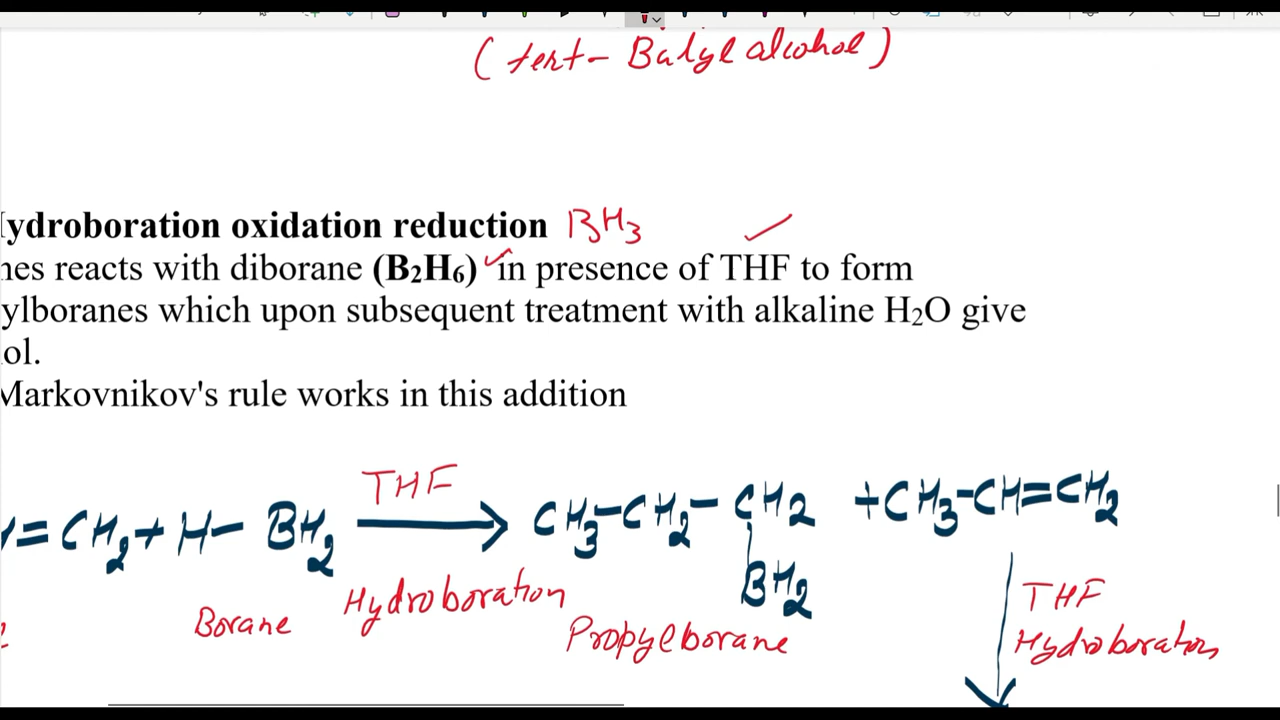 (tert- Butyl alcohol)
ydroboration oxidation reduction BH3
nes reacts with diborane (B2H6) in presence of THF to form
ylboranes which upon subsequent treatment with alkaline H2O give
ol.
Markovnikov's rule works in this addition
THF
=CH2 + H- BH2 CH3-CH2-CH2 +CH3-CH=CH2
BH2
Hydroboration
THF
Borane
Propylborane
Hydroboration